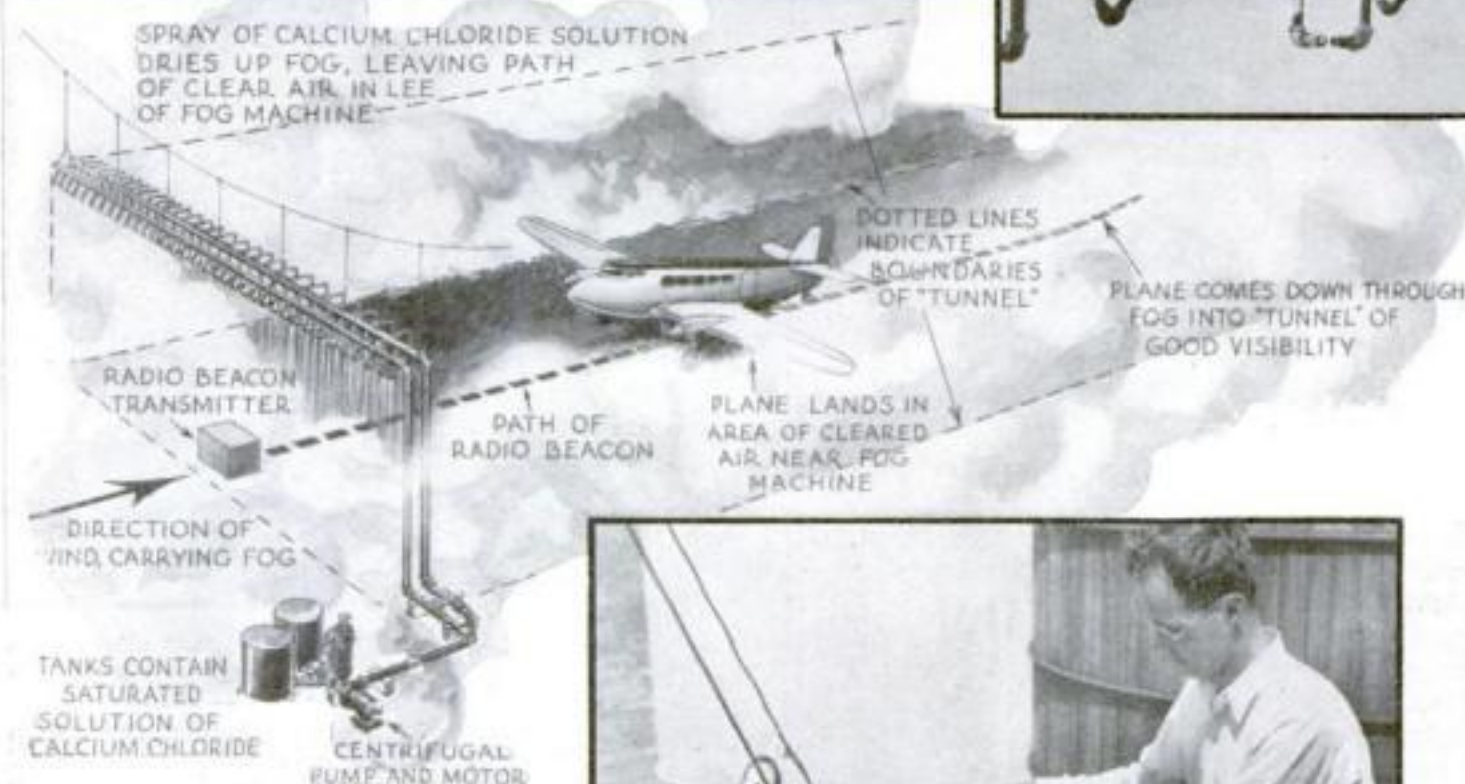 SPRAY OF CALCIUM CHLORIDE SOLUTION
DRIES UP FOG, LEAVING PATH
OF CLEAR AIR IN LEE
OF FOG MACHINE
DOTTED LINES
INDICATE
BOUNDARIES
OF "TUNNEL"
PLANE COMES DOWN THROUGH
FOG INTO "TUNNEL" OF
GOOD VISIBILITY
RADIO BEACON
TRANSMITTER
PATH OF
RADIO BEACON
PLANE LANDS IN
AREA OF CLEARED
AIR NEAR FOG
MACHINE
DIRECTION OF
WIND, CARRYING FOG
TANKS CONTAIN
SATURATED
SOLUTION OF
CALCIUM CHLORIDE
CENTRIFUGAL
PUMP AND MOTOR